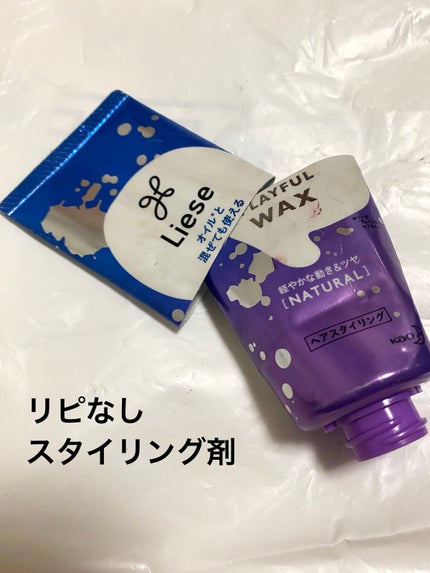 Liese
オイル*と
混ぜても使える
LAYFUL
WAX
軽やかな動き&ツヤ
[NATURAL]
ヘアスタイリング
Kao
リピなし
スタイリング剤